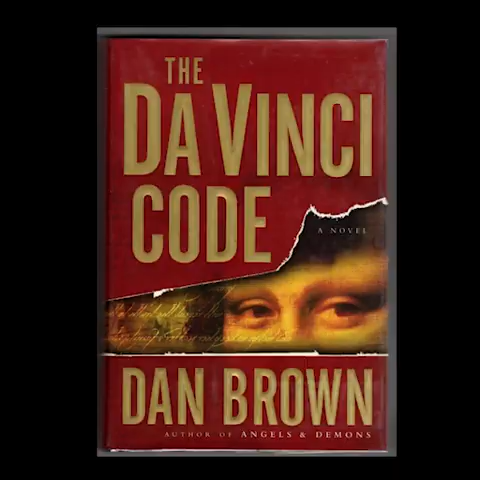 THE
DA VINCI
CODE
A NOVEL
DAN BROWN
AUTHOR OF ANGELS & DEMONS